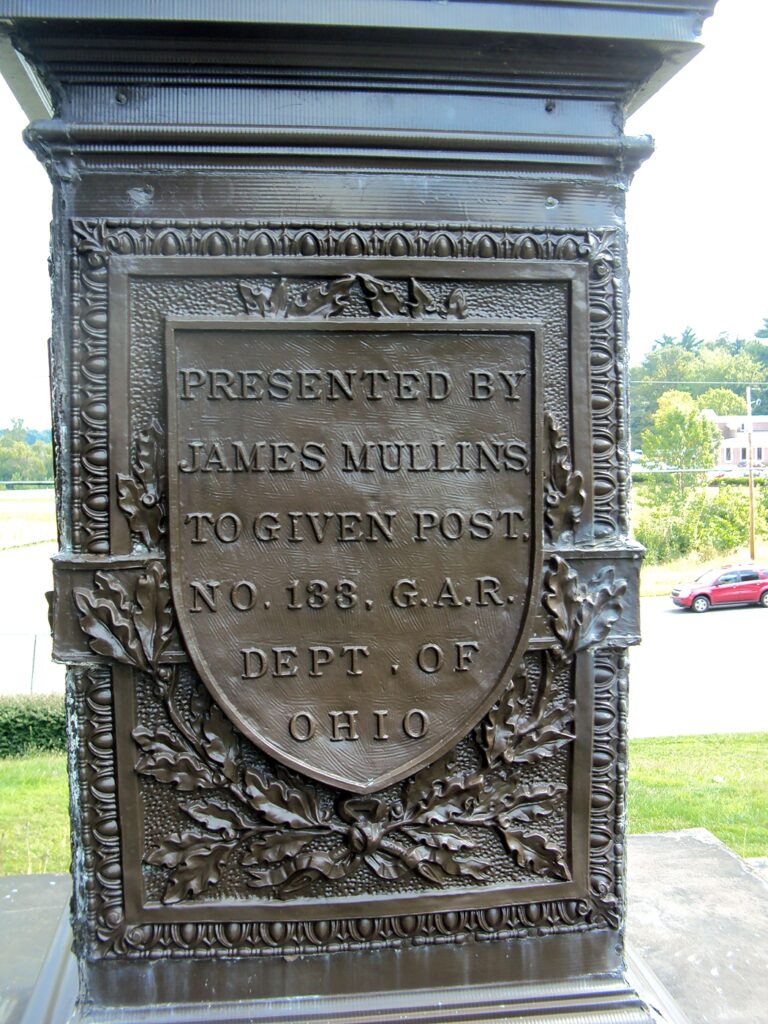 PRESENTED BY
JAMES MULLINS
TO GIVEN POST.
NO. 133. G.A.R.
DEPT. OF
OHIO